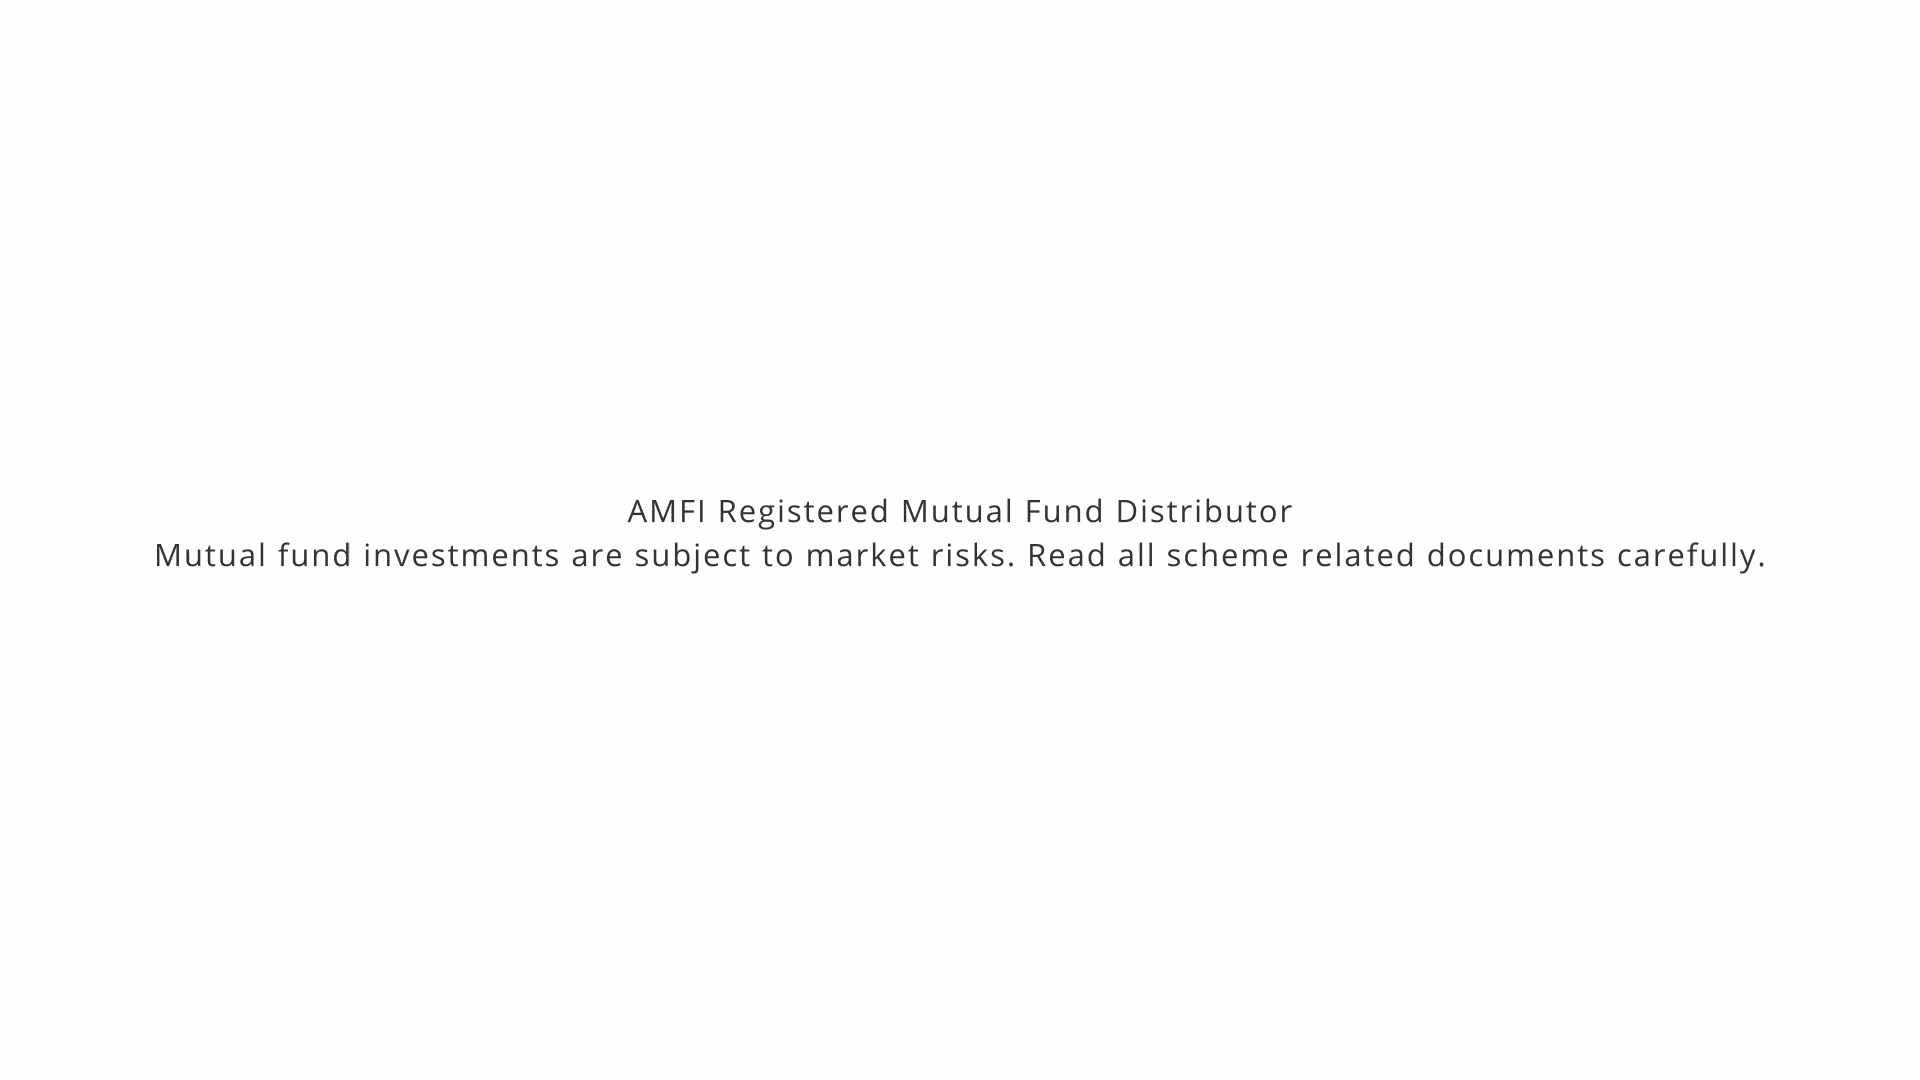 AMFI Registered Mutual Fund Distributor
Mutual fund investments are subject to market risks. Read all scheme related documents carefully.